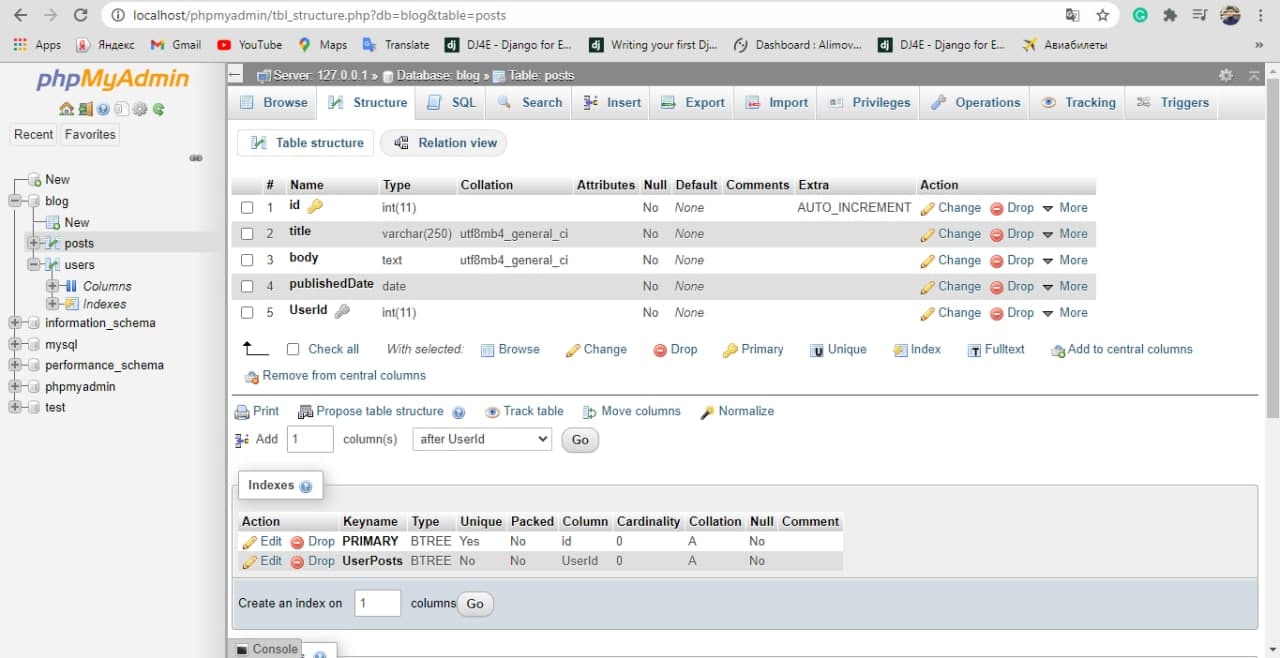 localhost/phpmyadmin/tbl_structure.php?db=blog&table=posts
Apps Яндекс Gmail YouTube Maps Translate DJ4E - Django for E... Writing your first Dj... Dashboard : Alimov... DJ4E - Django for E... Авиабилеты »
phpMyAdmin
Recent Favorites
New
blog
New
posts
users
Columns
Indexes
information_schema
mysql
performance_schema
phpmyadmin
test
Server: 127.0.0.1 » Database: blog » Table: posts
Browse Structure SQL Search Insert Export Import Privileges Operations Tracking Triggers
Table structure Relation view
# Name Type Collation Attributes Null Default Comments Extra Action
1 id int(11) No None AUTO_INCREMENT Change Drop More
2 title varchar(250) utf8mb4_general_ci No None Change Drop More
3 body text utf8mb4_general_ci No None Change Drop More
4 publishedDate date No None Change Drop More
5 UserId int(11) No None Change Drop More
Check all With selected: Browse Change Drop Primary Unique Index Fulltext Add to central columns
Remove from central columns
Print Propose table structure Track table Move columns Normalize
Add 1 column(s) after UserId Go
Indexes
Action Keyname Type Unique Packed Column Cardinality Collation Null Comment
Edit Drop PRIMARY BTREE Yes No id 0 A No
Edit Drop UserPosts BTREE No No UserId 0 A No
Create an index on 1 columns Go
Console